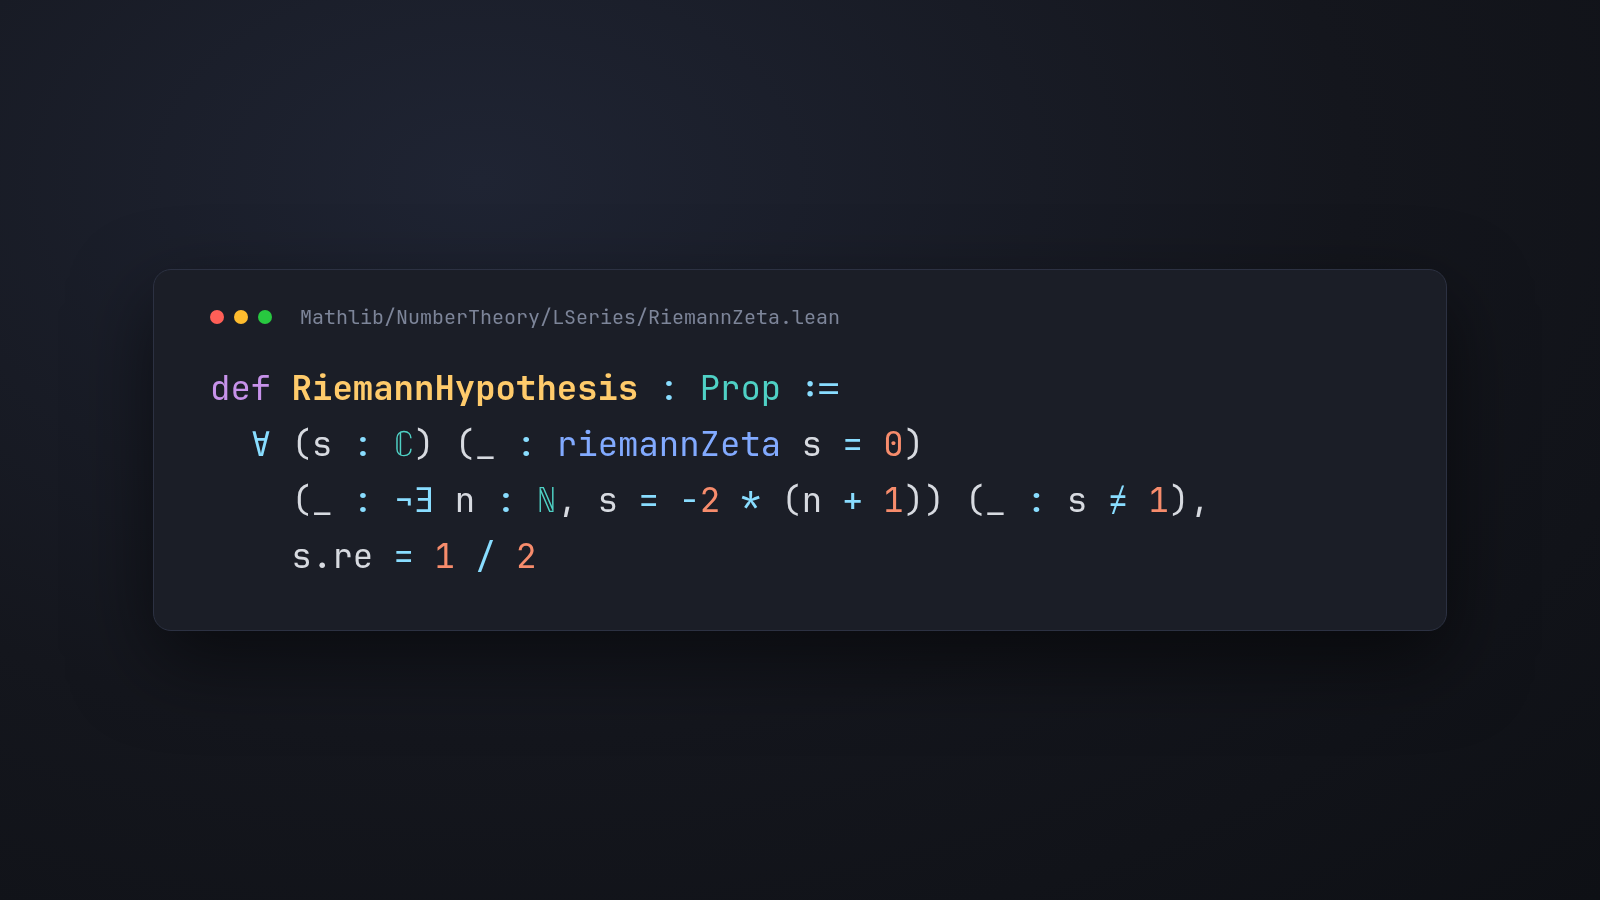 Mathlib/NumberTheory/LSeries/RiemannZeta.lean
def RiemannHypothesis : Prop :=
  ∀ (s : ℂ) (_ : riemannZeta s = 0)
    (_ : ¬∃ n : ℕ, s = -2 * (n + 1)) (_ : s ≠ 1),
    s.re = 1 / 2